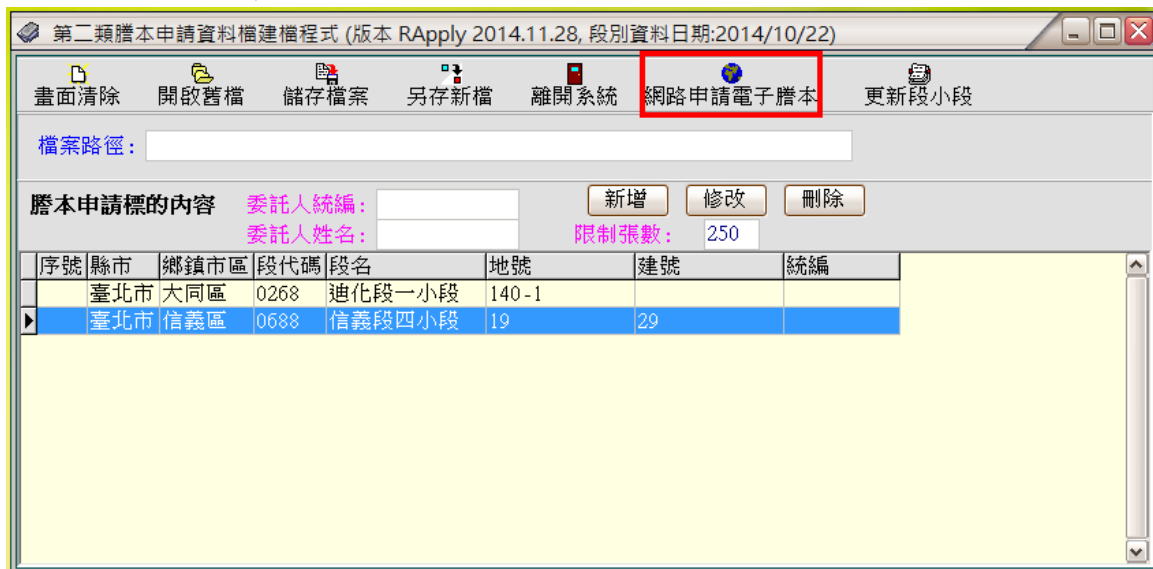 第二類謄本申請資料檔建檔程式 (版本 RApply 2014.11.28, 段別資料日期:2014/10/22)
畫面清除 開啟舊檔 儲存檔案 另存新檔 離開系統 網路申請電子謄本 更新段小段
檔案路徑:
謄本申請標的內容 委託人統編: 新增 修改 刪除
委託人姓名: 限制張數: 250
序號 縣市 鄉鎮市區 段代碼 段名 地號 建號 統編
臺北市 大同區 0268 迪化段一小段 140-1
臺北市 信義區 0688 信義段四小段 19 29